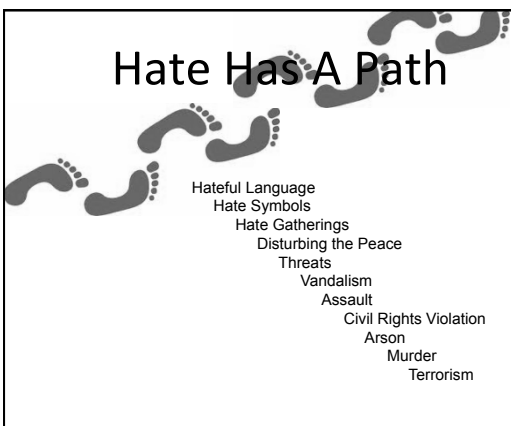 Hate Has A Path
Hateful Language
Hate Symbols
Hate Gatherings
Disturbing the Peace
Threats
Vandalism
Assault
Civil Rights Violation
Arson
Murder
Terrorism